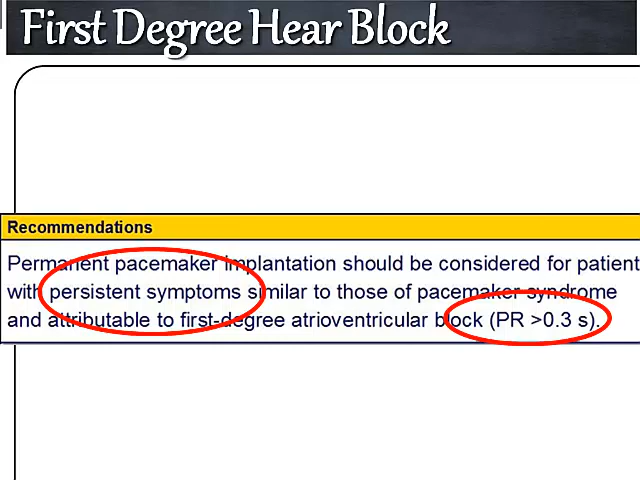 First Degree Hear Block
Recommendations
Permanent pacemaker implantation should be considered for patient
with persistent symptoms similar to those of pacemaker syndrome
and attributable to first-degree atrioventricular block (PR >0.3 s).